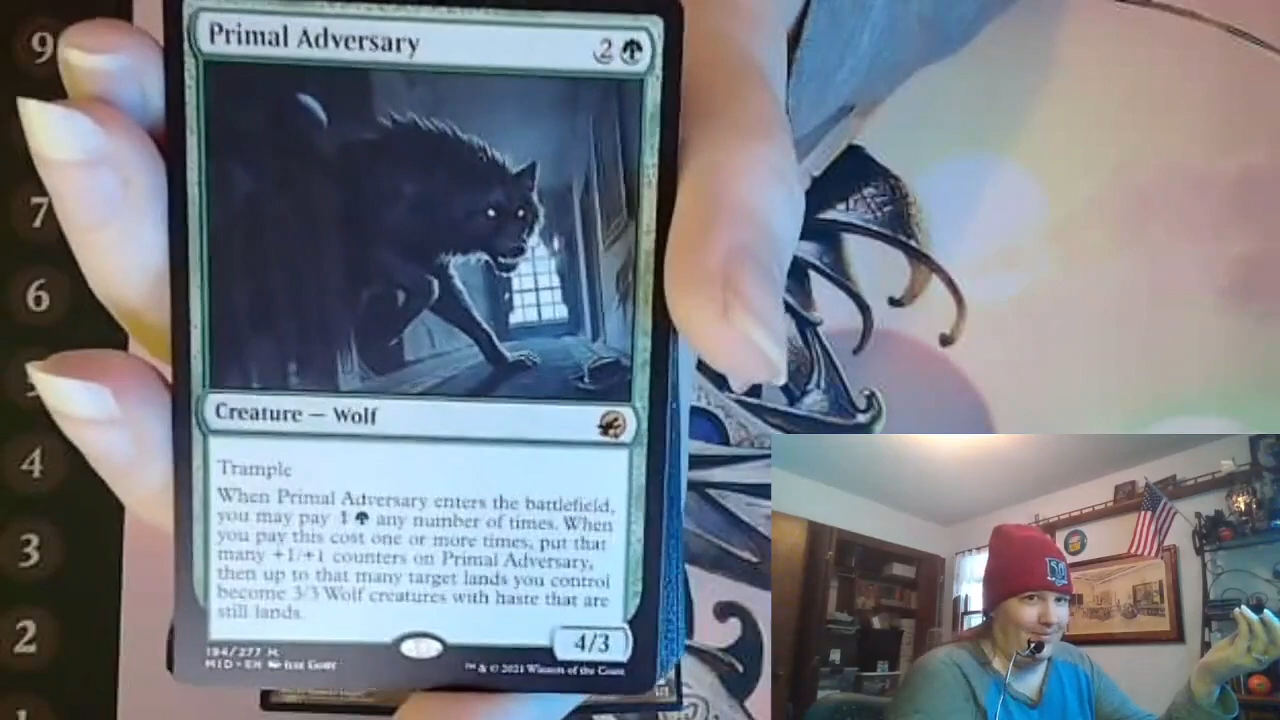 Primal Adversary 2
Creature — Wolf
Trample
When Primal Adversary enters the battlefield,
you may pay 1 any number of times. When
you pay this cost one or more times, put that
many +1/+1 counters on Primal Adversary,
then up to that many target lands you control
become 3/3 Wolf creatures with haste that are
still lands.
4/3
194/277 M
MID • EN
™ & © 2021 Wizards of the Coast
9
7
6
5
4
3
2
1